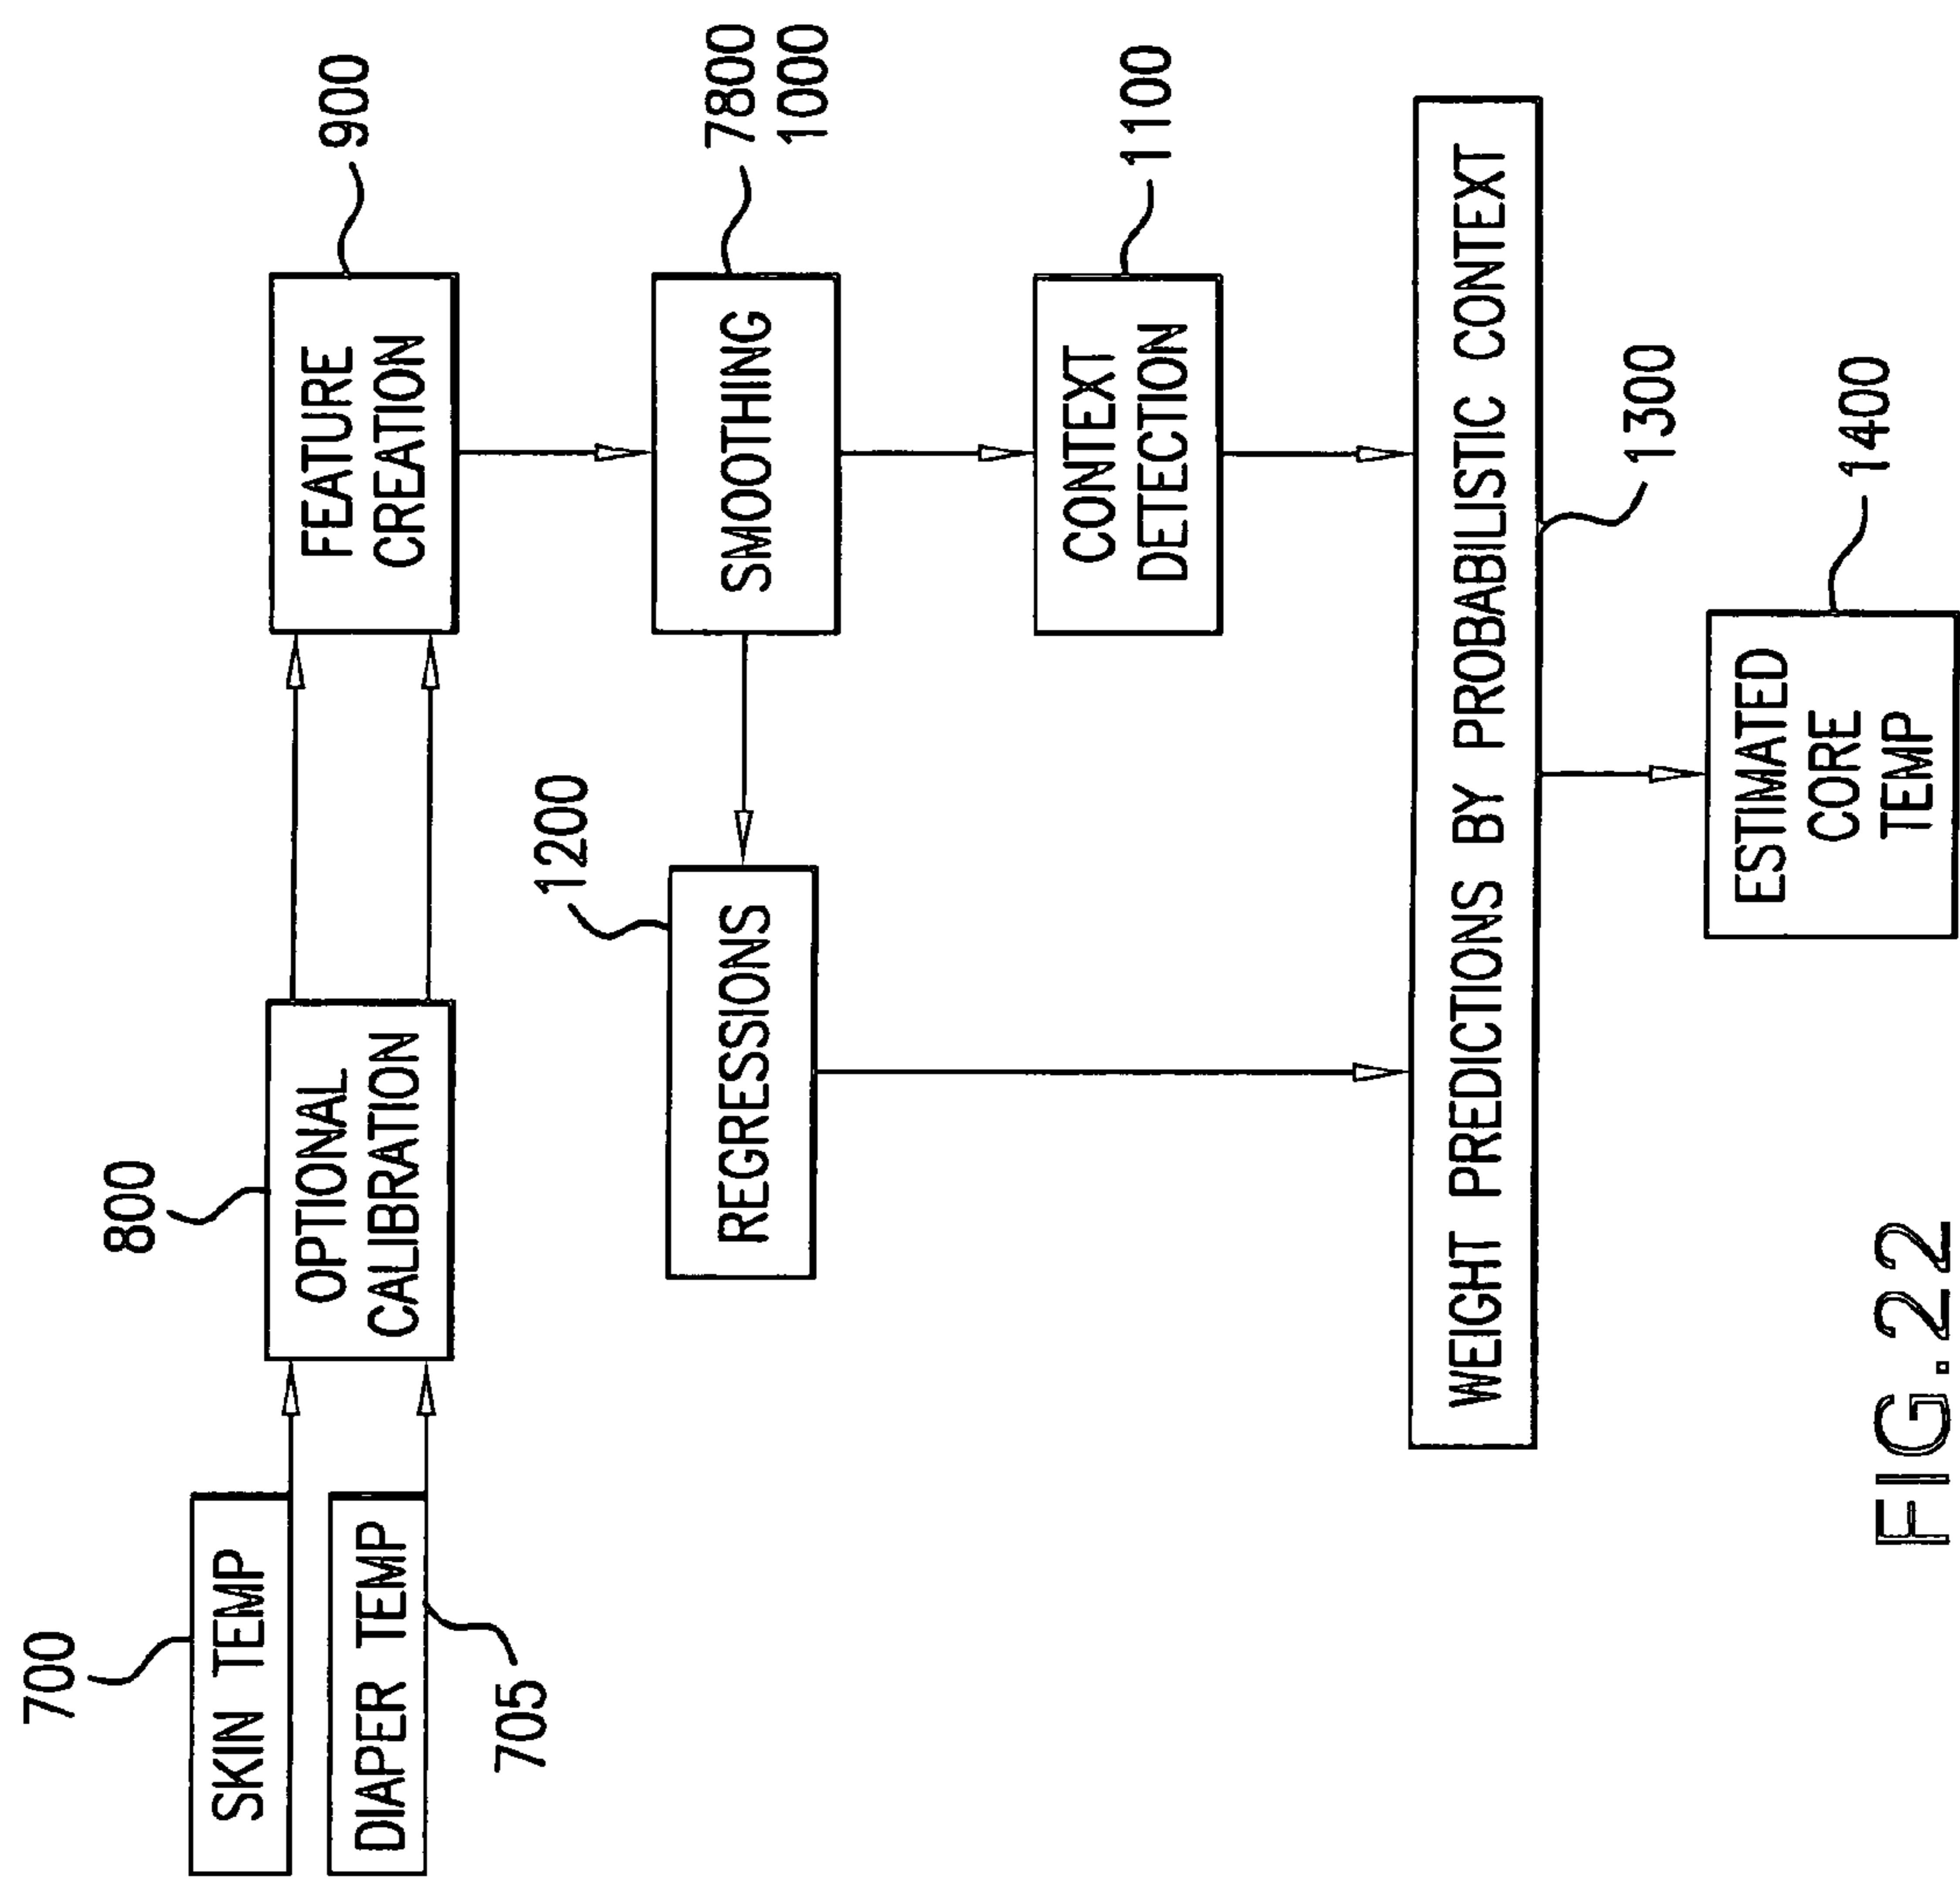 700
SKIN TEMP
DIAPER TEMP
705
800
OPTIONAL
CALIBRATION
900
FEATURE
CREATION
7800
1000
SMOOTHING
1200
REGRESSIONS
1100
CONTEXT
DETECTION
WEIGHT PREDICTIONS BY PROBABILISTIC CONTEXT
1300
1400
ESTIMATED
CORE
TEMP
FIG.22